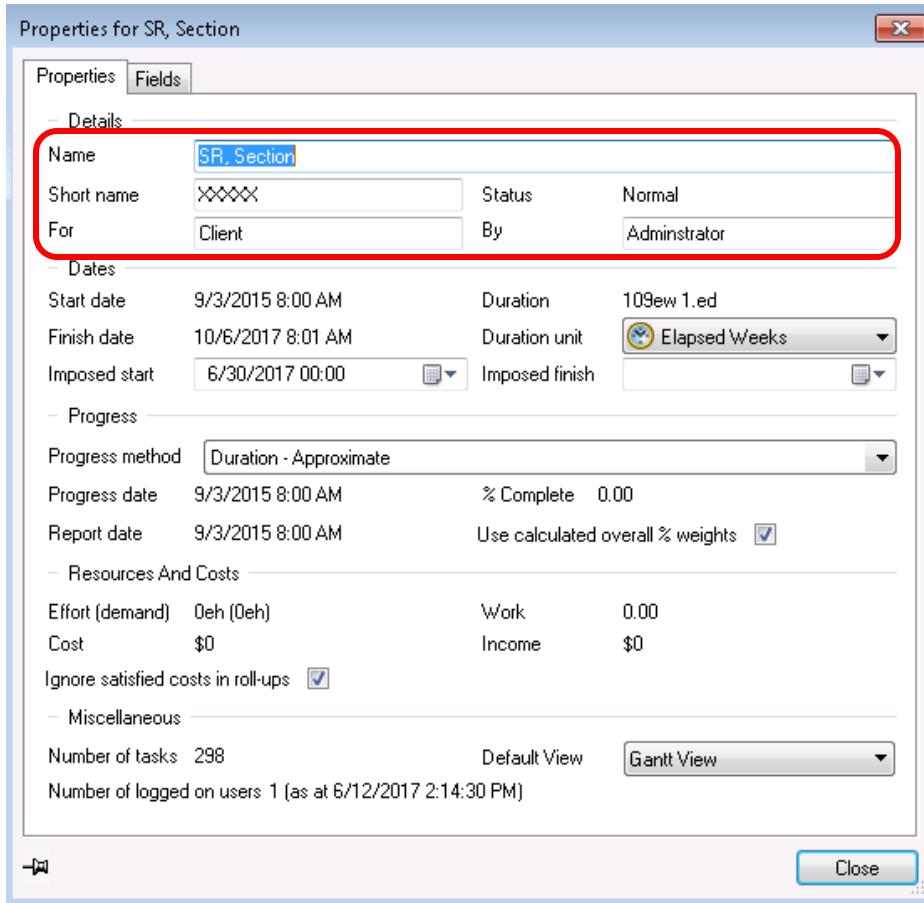 Properties for SR, Section
Properties Fields
Details
Name SR, Section
Short name XXXXX Status Normal
For Client By Adminstrator
Dates
Start date 9/3/2015 8:00 AM Duration 109ew 1.ed
Finish date 10/6/2017 8:01 AM Duration unit Elapsed Weeks
Imposed start 6/30/2017 00:00 Imposed finish
Progress
Progress method Duration - Approximate
Progress date 9/3/2015 8:00 AM % Complete 0.00
Report date 9/3/2015 8:00 AM Use calculated overall % weights
Resources And Costs
Effort (demand) 0eh (0eh) Work 0.00
Cost $0 Income $0
Ignore satisfied costs in roll-ups
Miscellaneous
Number of tasks 298 Default View Gantt View
Number of logged on users 1 (as at 6/12/2017 2:14:30 PM)
Close